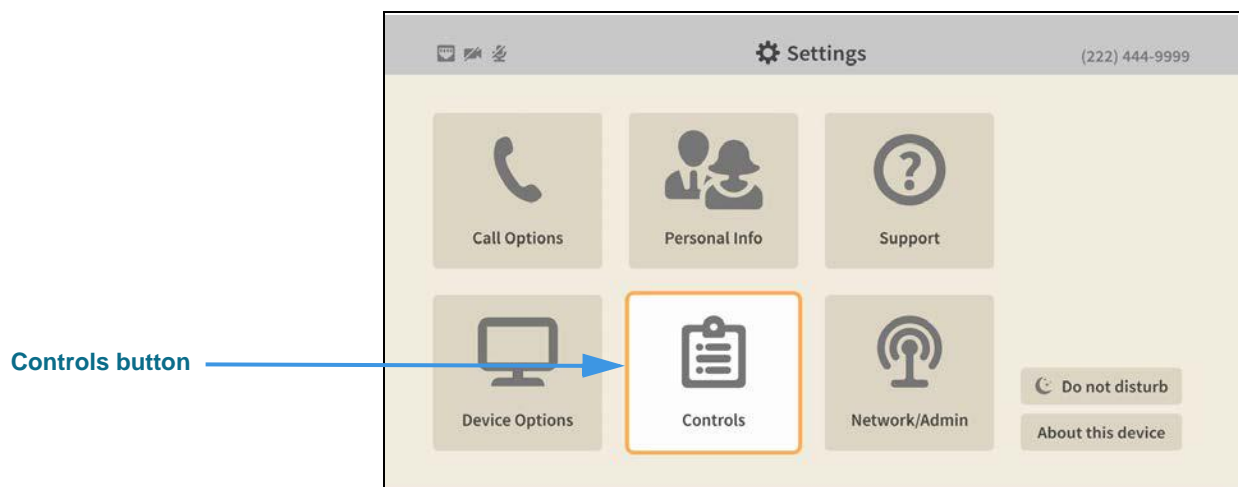 Settings
(222) 444-9999
Call Options
Personal Info
Support
Controls button
Device Options
Controls
Network/Admin
Do not disturb
About this device